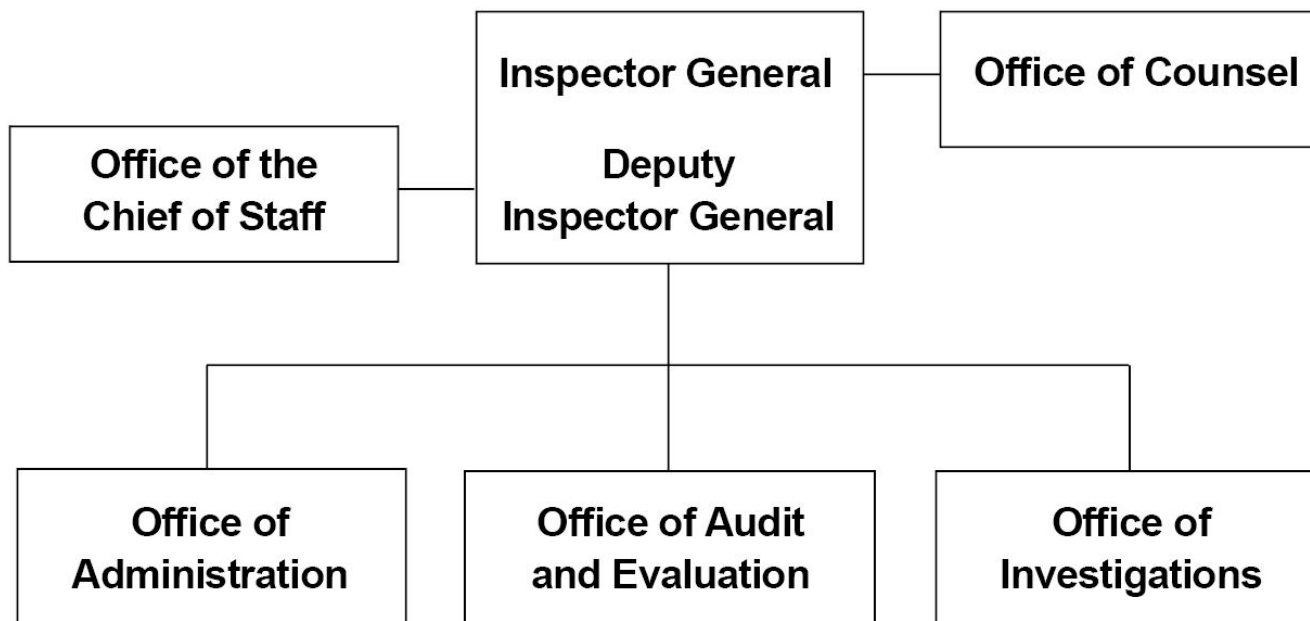 Inspector General
Deputy
Inspector General
Office of Counsel
Office of the
Chief of Staff
Office of
Administration
Office of Audit
and Evaluation
Office of
Investigations